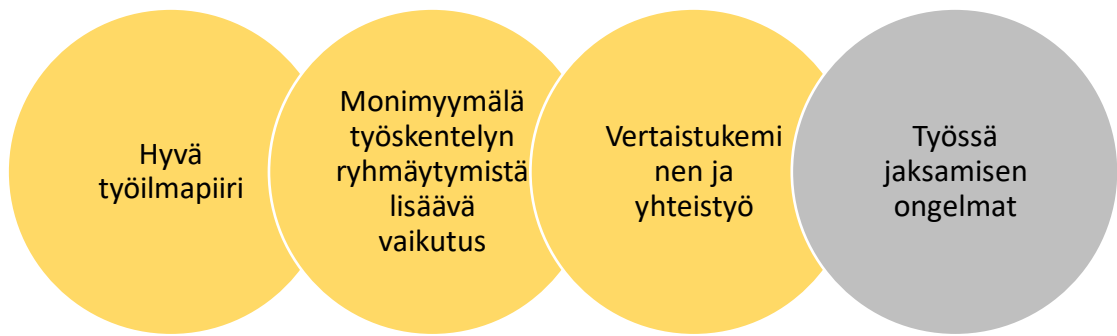 Hyvä
työilmapiiri
Monimyymälä
työskentelyn
ryhmäytymistä
lisäävä
vaikutus
Vertaistukemi
nen ja
yhteistyö
Työssä
jaksamisen
ongelmat